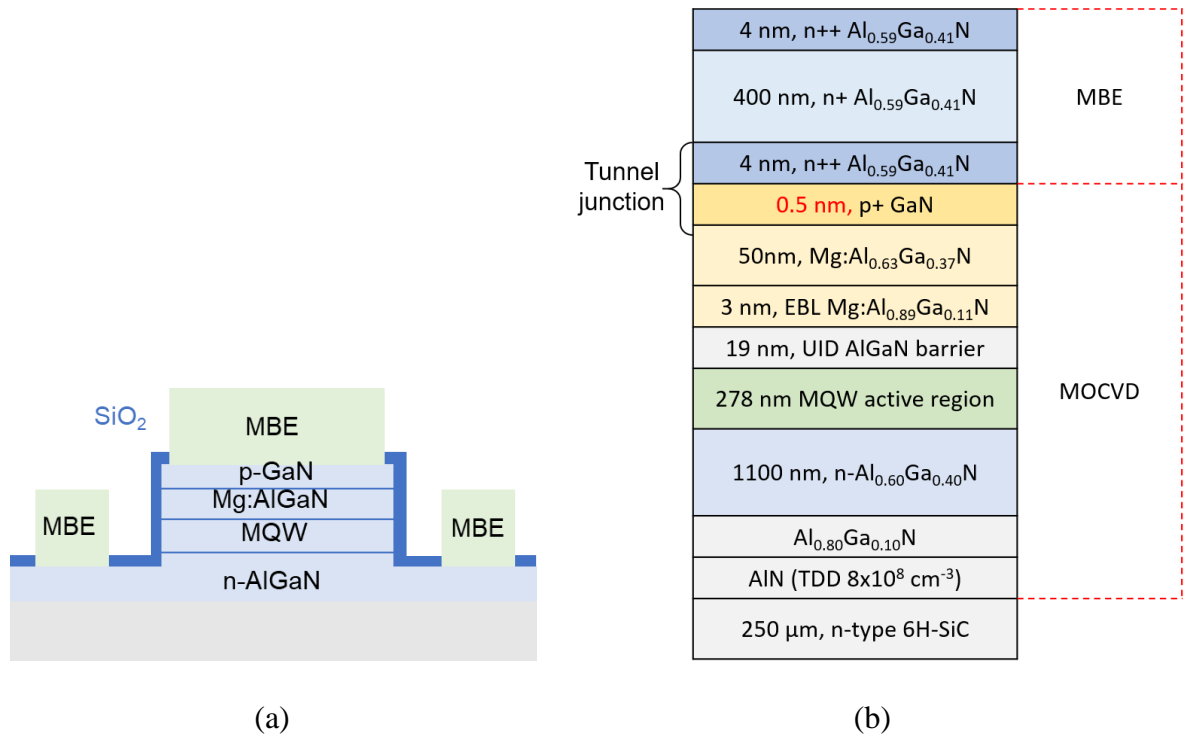 SiO₂
MBE
p-GaN
Mg:AlGaN
MBE
MQW
MBE
n-AlGaN
(a)
4 nm, n++ Al₀.₅₉Ga₀.₄₁N
400 nm, n+ Al₀.₅₉Ga₀.₄₁N
MBE
Tunnel
junction
4 nm, n++ Al₀.₅₉Ga₀.₄₁N
0.5 nm, p+ GaN
50nm, Mg:Al₀.₆₃Ga₀.₃₇N
3 nm, EBL Mg:Al₀.₈₉Ga₀.₁₁N
19 nm, UID AlGaN barrier
278 nm MQW active region
MOCVD
1100 nm, n-Al₀.₆₀Ga₀.₄₀N
Al₀.₈₀Ga₀.₁₀N
AlN (TDD 8x10⁸ cm⁻³)
250 µm, n-type 6H-SiC
(b)